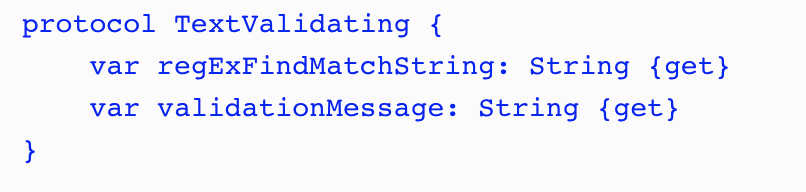 protocol TextValidating {
    var regExFindMatchString: String {get}
    var validationMessage: String {get}
}